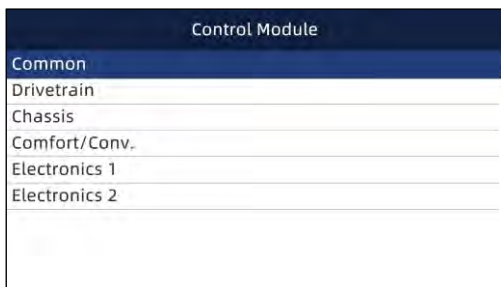 Control Module
Common
Drivetrain
Chassis
Comfort/Conv.
Electronics 1
Electronics 2